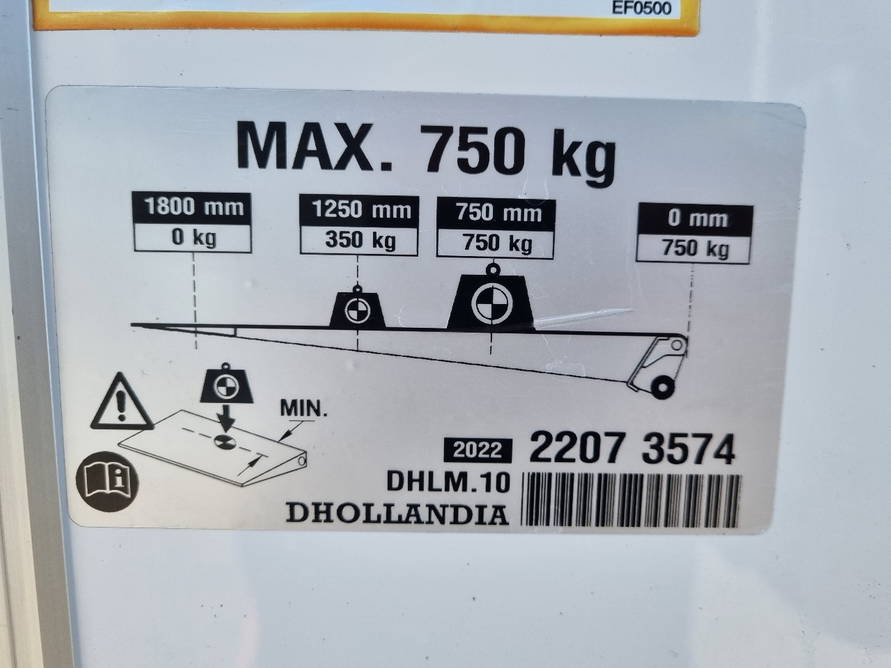 EF0500
MAX. 750 kg
1800 mm
0 kg
1250 mm
350 kg
750 mm
750 kg
0 mm
750 kg
MIN.
2022 2207 3574
DHLM.10
DHOLLANDIA